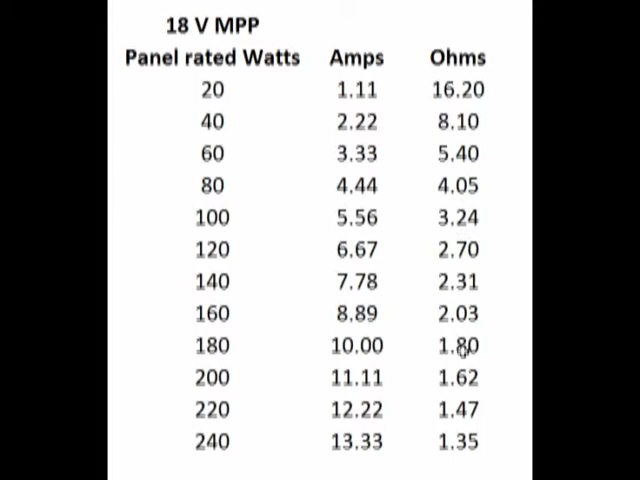 18 V MPP
Panel rated Watts Amps Ohms
20 1.11 16.20
40 2.22 8.10
60 3.33 5.40
80 4.44 4.05
100 5.56 3.24
120 6.67 2.70
140 7.78 2.31
160 8.89 2.03
180 10.00 1.80
200 11.11 1.62
220 12.22 1.47
240 13.33 1.35